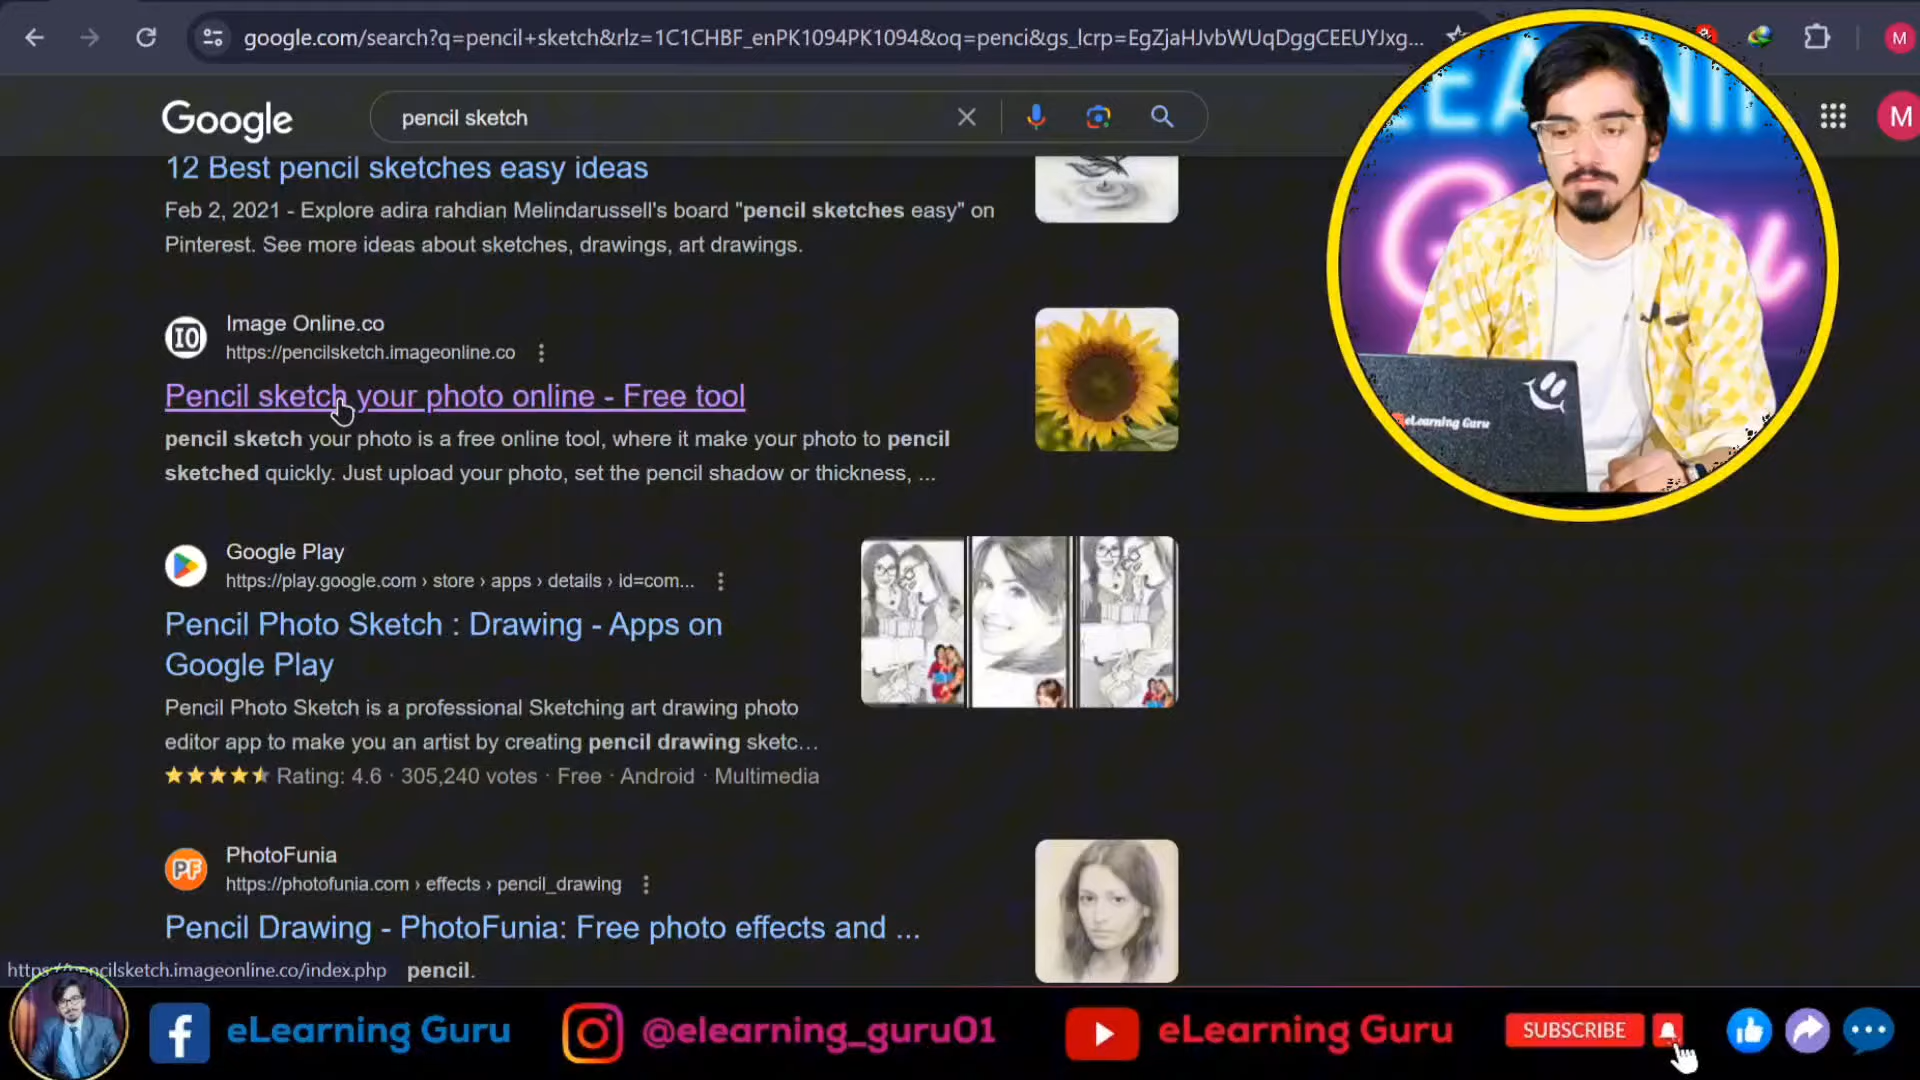 google.com/search?q=pencil+sketch&rlz=1C1CHBF_enPK1094PK1094&oq=penci&gs_lcrp=EgZjaHJvbWUqDggCEEUYJxg...
M
Google
pencil sketch
M
12 Best pencil sketches easy ideas
Feb 2, 2021 - Explore adira rahdian Melindarussell's board "pencil sketches easy" on
Pinterest. See more ideas about sketches, drawings, art drawings.
IO
Image Online.co
https://pencilsketch.imageonline.co
Pencil sketch your photo online - Free tool
pencil sketch your photo is a free online tool, where it make your photo to pencil
sketched quickly. Just upload your photo, set the pencil shadow or thickness, ...
eLearning Guru
Google Play
https://play.google.com › store › apps › details › id=com...
Pencil Photo Sketch : Drawing - Apps on
Google Play
Pencil Photo Sketch is a professional Sketching art drawing photo
editor app to make you an artist by creating pencil drawing sketc...
Rating: 4.6 · 305,240 votes · Free · Android · Multimedia
PF
PhotoFunia
https://photofunia.com › effects › pencil_drawing
Pencil Drawing - PhotoFunia: Free photo effects and ...
pencil.
eLearning Guru
@elearning_guru01
eLearning Guru
SUBSCRIBE